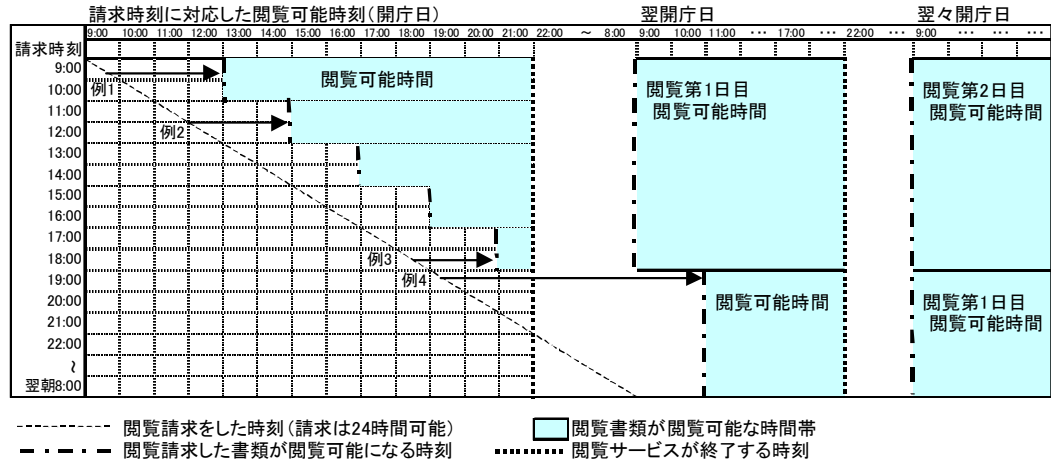 請求時刻に対応した閲覧可能時刻(開庁日) 翌開庁日 翌々開庁日
9:00 10:00 11:00 12:00 13:00 14:00 15:00 16:00 17:00 18:00 19:00 20:00 21:00 22:00 ~ 8:00 9:00 10:00 11:00 … 17:00 … 22:00 … 9:00 … … …
請求時刻
9:00
例1
閲覧可能時間
閲覧第1日目
閲覧可能時間
閲覧第2日目
閲覧可能時間
10:00
11:00
12:00
例2
13:00
14:00
15:00
16:00
17:00
18:00
例3
19:00
例4
20:00
閲覧可能時間
閲覧第1日目
閲覧可能時間
21:00
22:00
~
翌朝8:00
閲覧請求をした時刻(請求は24時間可能) 閲覧書類が閲覧可能な時間帯
閲覧請求した書類が閲覧可能になる時刻 閲覧サービスが終了する時刻